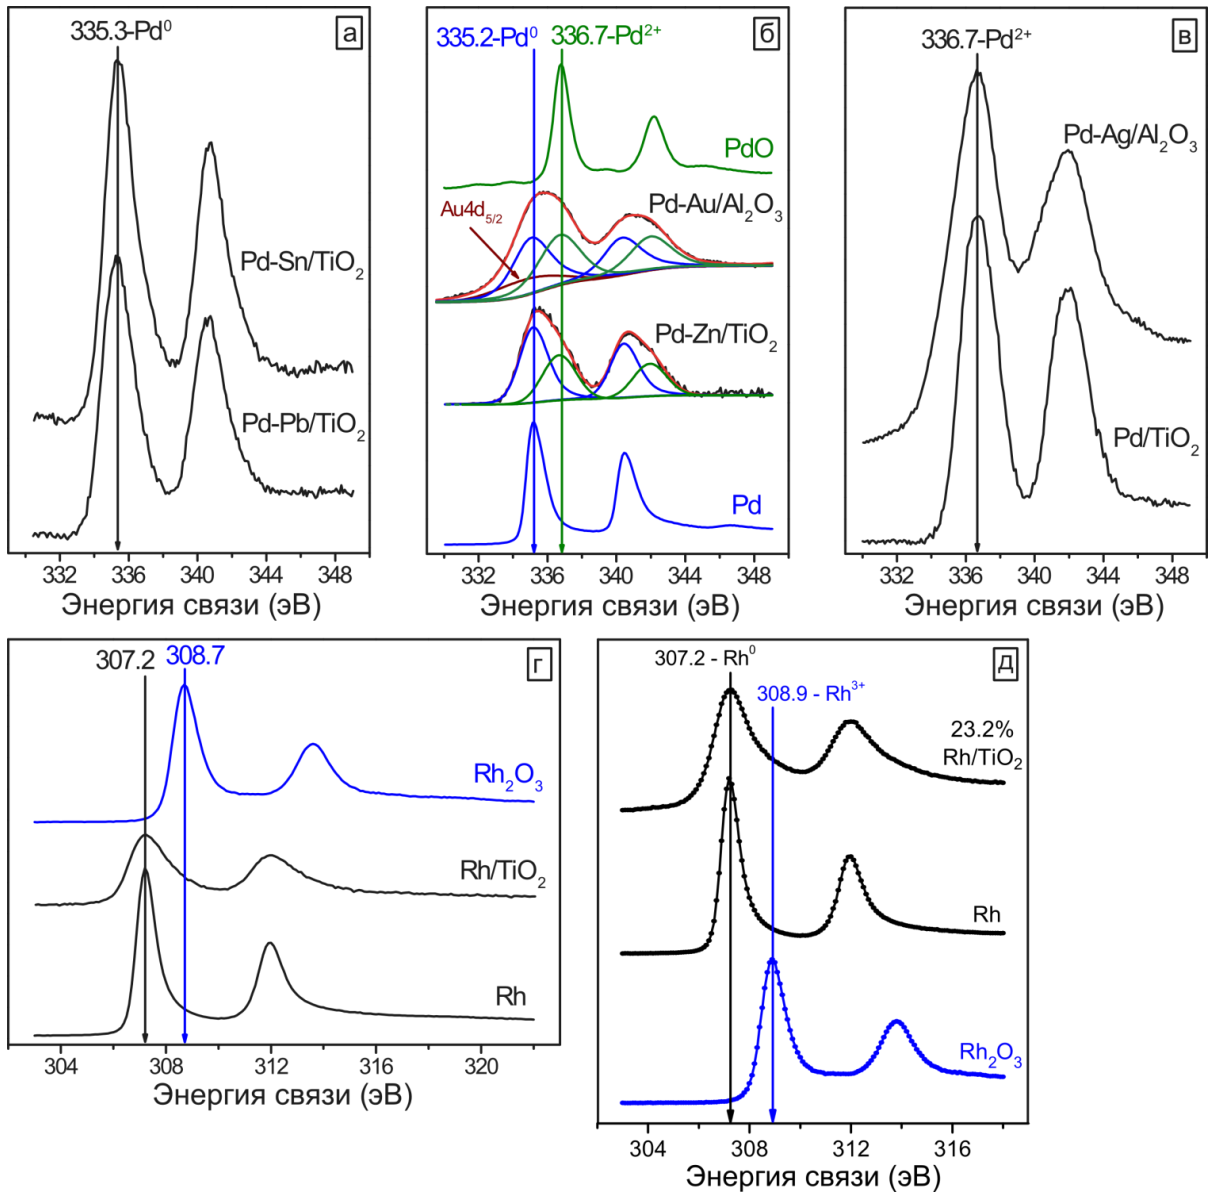 335.3-Pd⁰
а
Pd-Sn/TiO₂
Pd-Pb/TiO₂
332 336 340 344 348
Энергия связи (эВ)
335.2-Pd⁰
336.7-Pd²⁺
б
PdO
Au4d₅/₂
Pd-Au/Al₂O₃
Pd-Zn/TiO₂
Pd
332 336 340 344 348
Энергия связи (эВ)
336.7-Pd²⁺
в
Pd-Ag/Al₂O₃
Pd/TiO₂
332 336 340 344 348
Энергия связи (эВ)
307.2
308.7
г
Rh₂O₃
Rh/TiO₂
Rh
304 308 312 316 320
Энергия связи (эВ)
307.2 - Rh⁰
д
308.9 - Rh³⁺
23.2%
Rh/TiO₂
Rh
Rh₂O₃
304 308 312 316
Энергия связи (эВ)